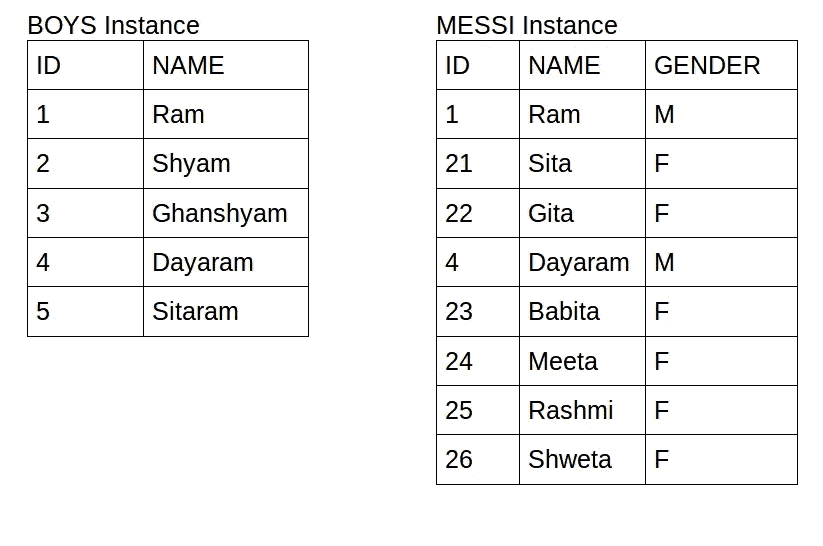 BOYS Instance
ID NAME
1 Ram
2 Shyam
3 Ghanshyam
4 Dayaram
5 Sitaram
MESSI Instance
ID NAME GENDER
1 Ram M
21 Sita F
22 Gita F
4 Dayaram M
23 Babita F
24 Meeta F
25 Rashmi F
26 Shweta F